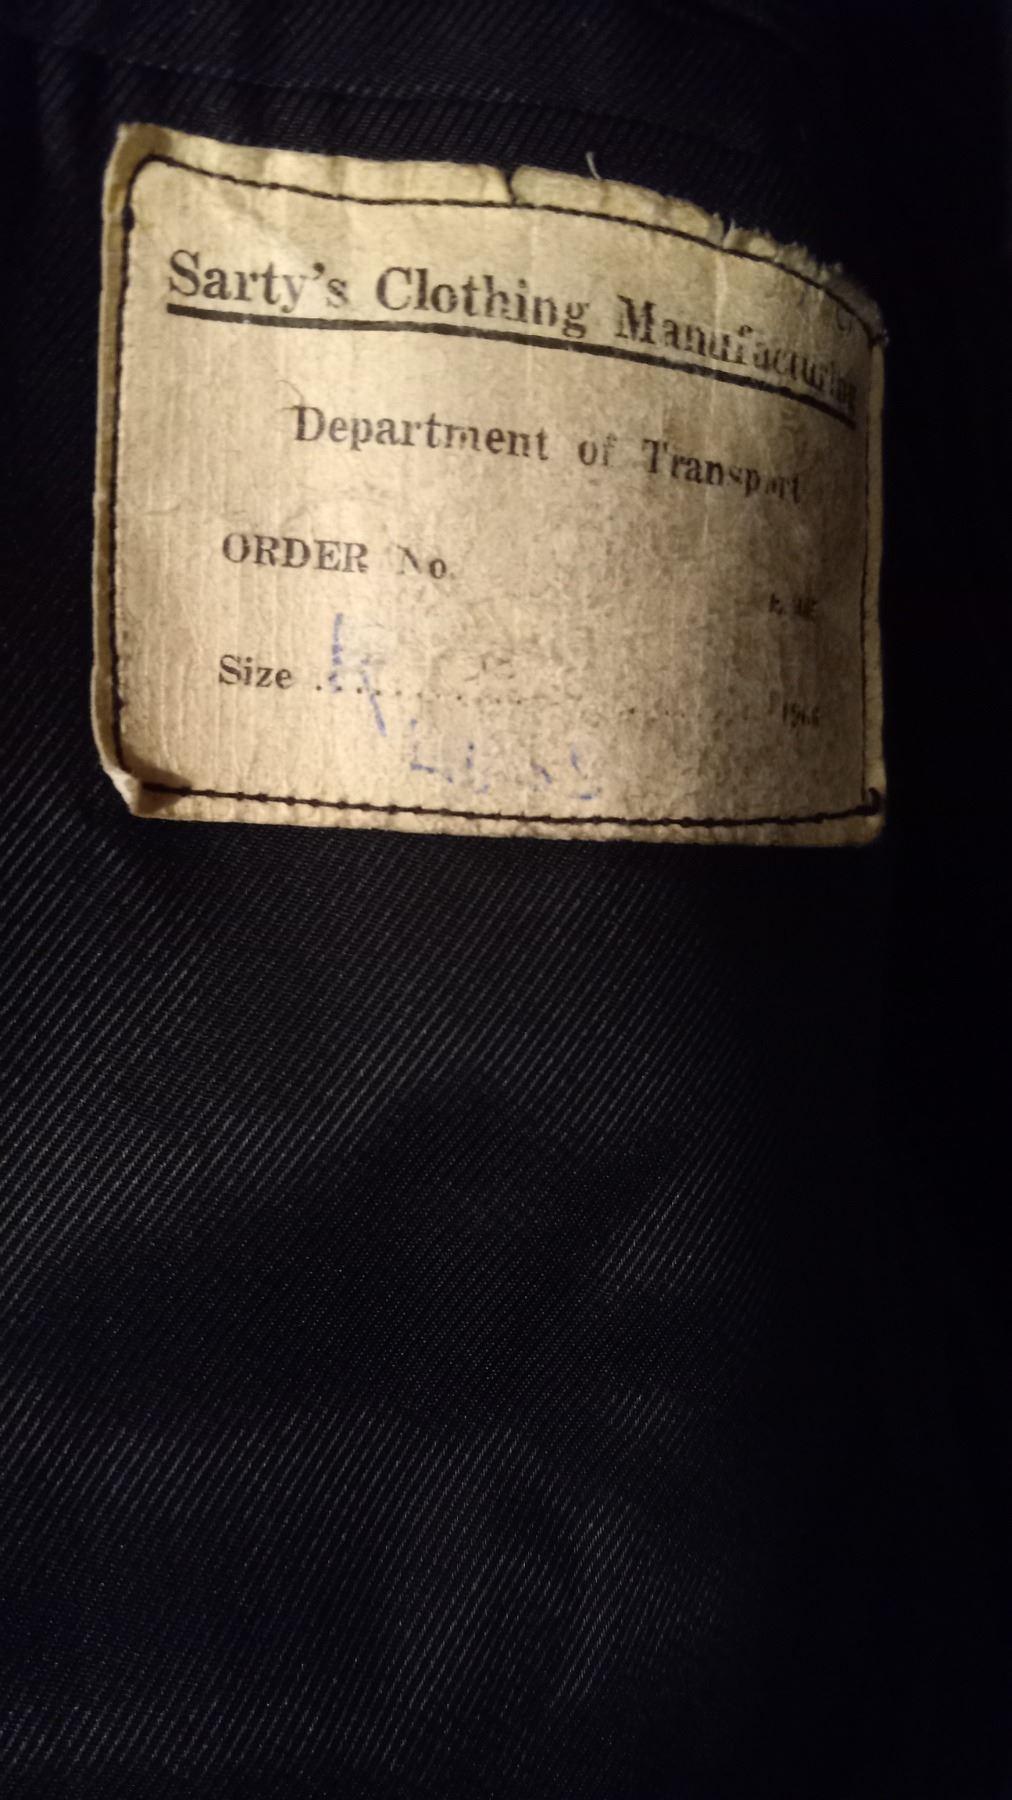 Sarty's Clothing Manufacturing
Department of Transport
ORDER No.
Size